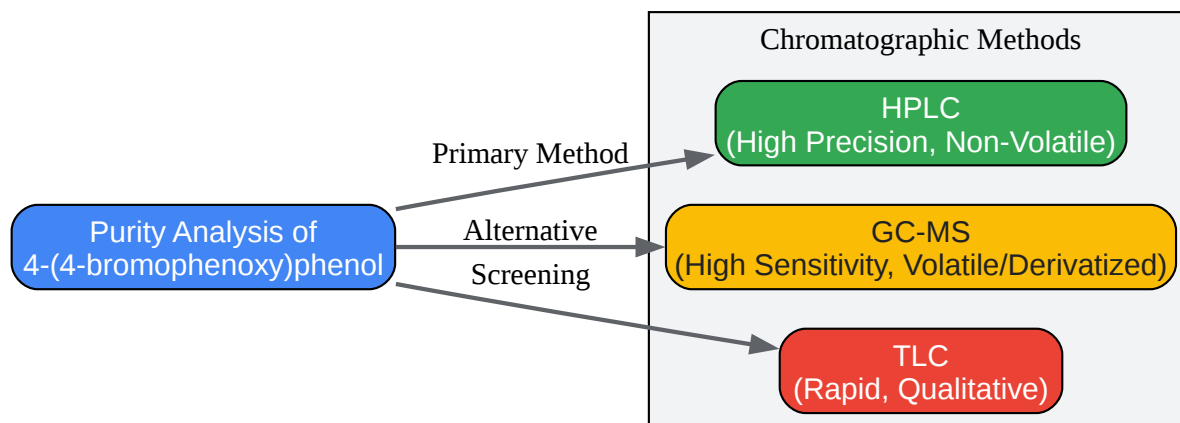 Chromatographic Methods
HPLC
(High Precision, Non-Volatile)
Primary Method
Purity Analysis of
4-(4-bromophenoxy)phenol
Alternative
GC-MS
(High Sensitivity, Volatile/Derivatized)
Screening
TLC
(Rapid, Qualitative)